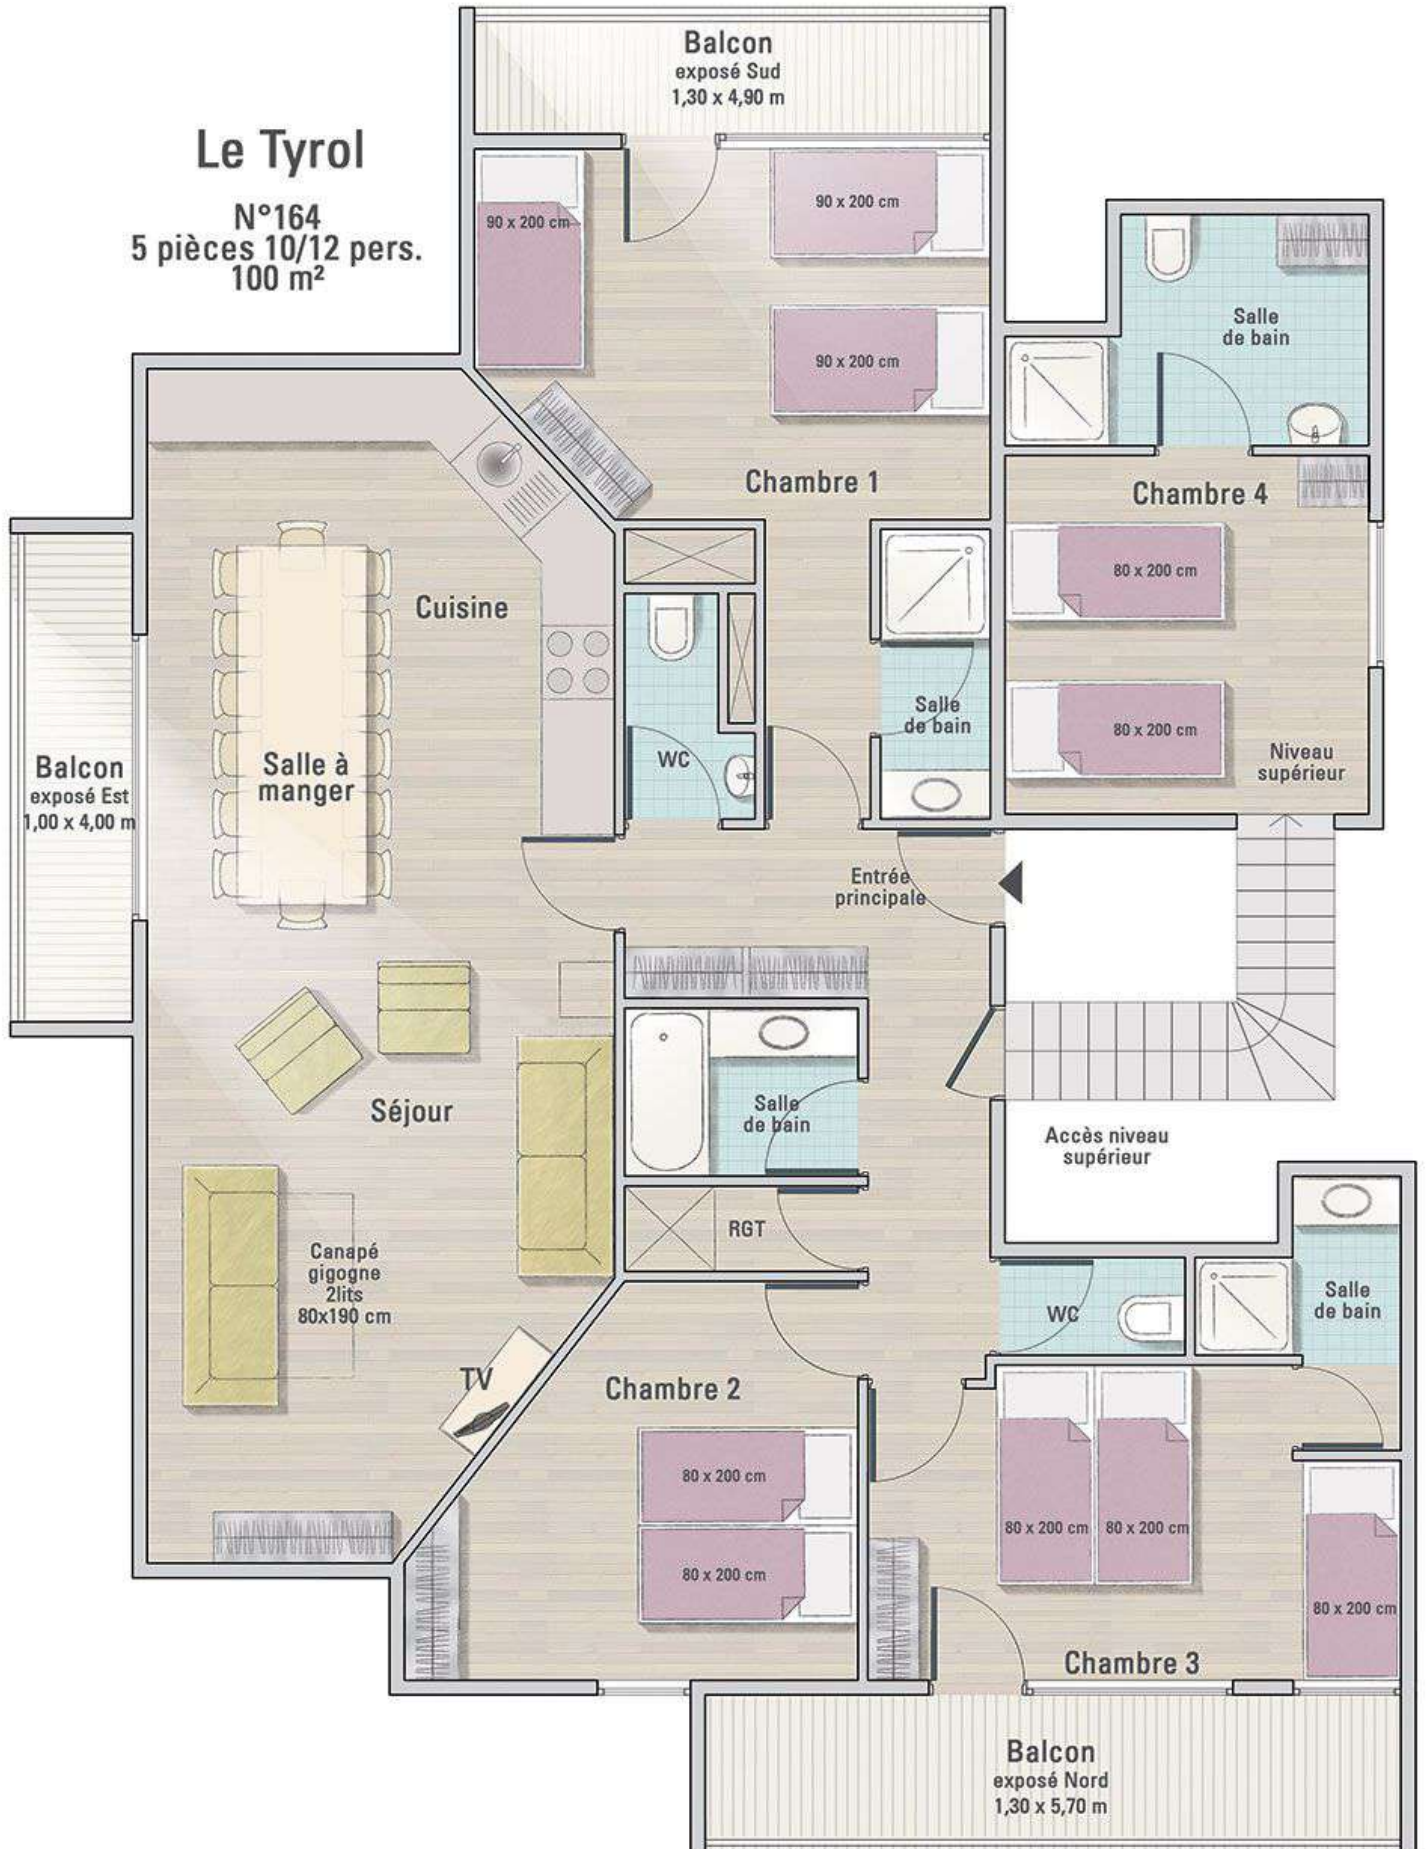 Balcon
exposé Sud
1,30 x 4,90 m
Le Tyrol
N°164
5 pièces 10/12 pers.
100 m²
90 x 200 cm
90 x 200 cm
90 x 200 cm
Chambre 1
Salle
de bain
Chambre 4
80 x 200 cm
80 x 200 cm
Niveau
supérieur
Cuisine
Salle à
manger
Balcon
exposé Est
1,00 x 4,00 m
WC
Salle
de bain
Entrée
principale
Séjour
Salle
de bain
Accès niveau
supérieur
RGT
Canapé
gigogne
2lits
80x190 cm
TV
WC
Salle
de bain
Chambre 2
80 x 200 cm
80 x 200 cm
80 x 200 cm
80 x 200 cm
80 x 200 cm
Chambre 3
Balcon
exposé Nord
1,30 x 5,70 m